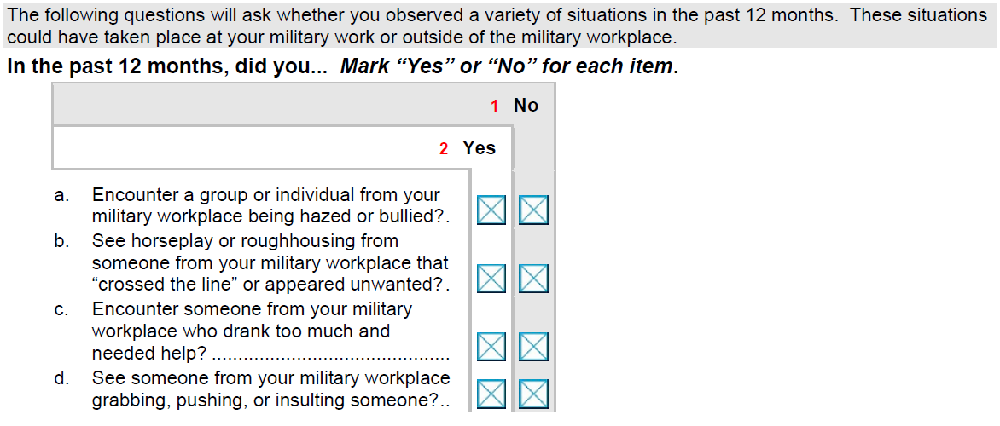 The following questions will ask whether you observed a variety of situations in the past 12 months.  These situations
could have taken place at your military work or outside of the military workplace.
In the past 12 months, did you...  Mark “Yes” or “No” for each item.
1 No
2 Yes
a. Encounter a group or individual from your
military workplace being hazed or bullied?.
b. See horseplay or roughhousing from
someone from your military workplace that
“crossed the line” or appeared unwanted?.
c. Encounter someone from your military
workplace who drank too much and
needed help? .............................................
d. See someone from your military workplace
grabbing, pushing, or insulting someone?..